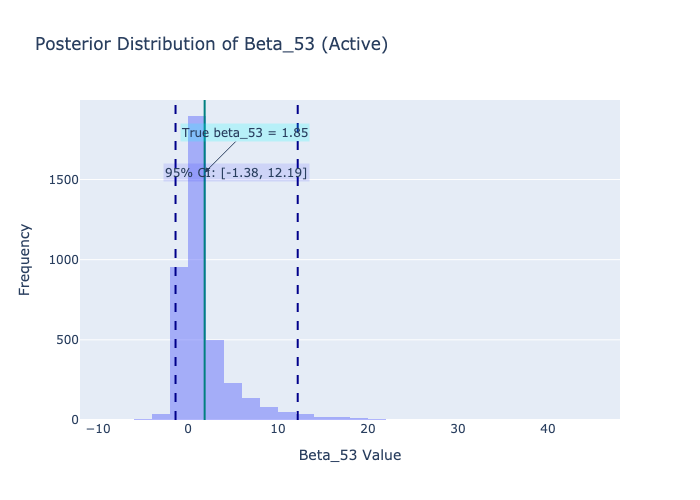 Posterior Distribution of Beta_53 (Active)
True beta_53 = 1.85
95% CI: [-1.38, 12.19]
1500
1000
500
0
Frequency
−10 0 10 20 30 40
Beta_53 Value